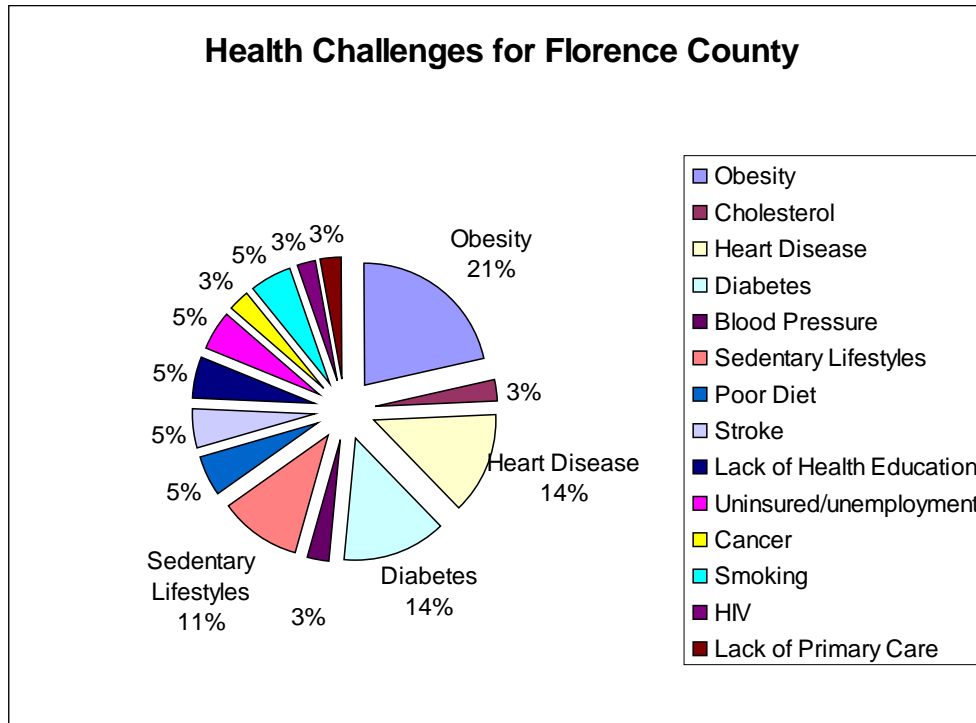 Health Challenges for Florence County
Obesity
21%
3%
Heart Disease
14%
Diabetes
14%
3%
Sedentary
Lifestyles
11%
5%
5%
5%
5%
3%
5%
3%
3%
Obesity
Cholesterol
Heart Disease
Diabetes
Blood Pressure
Sedentary Lifestyles
Poor Diet
Stroke
Lack of Health Education
Uninsured/unemployment
Cancer
Smoking
HIV
Lack of Primary Care